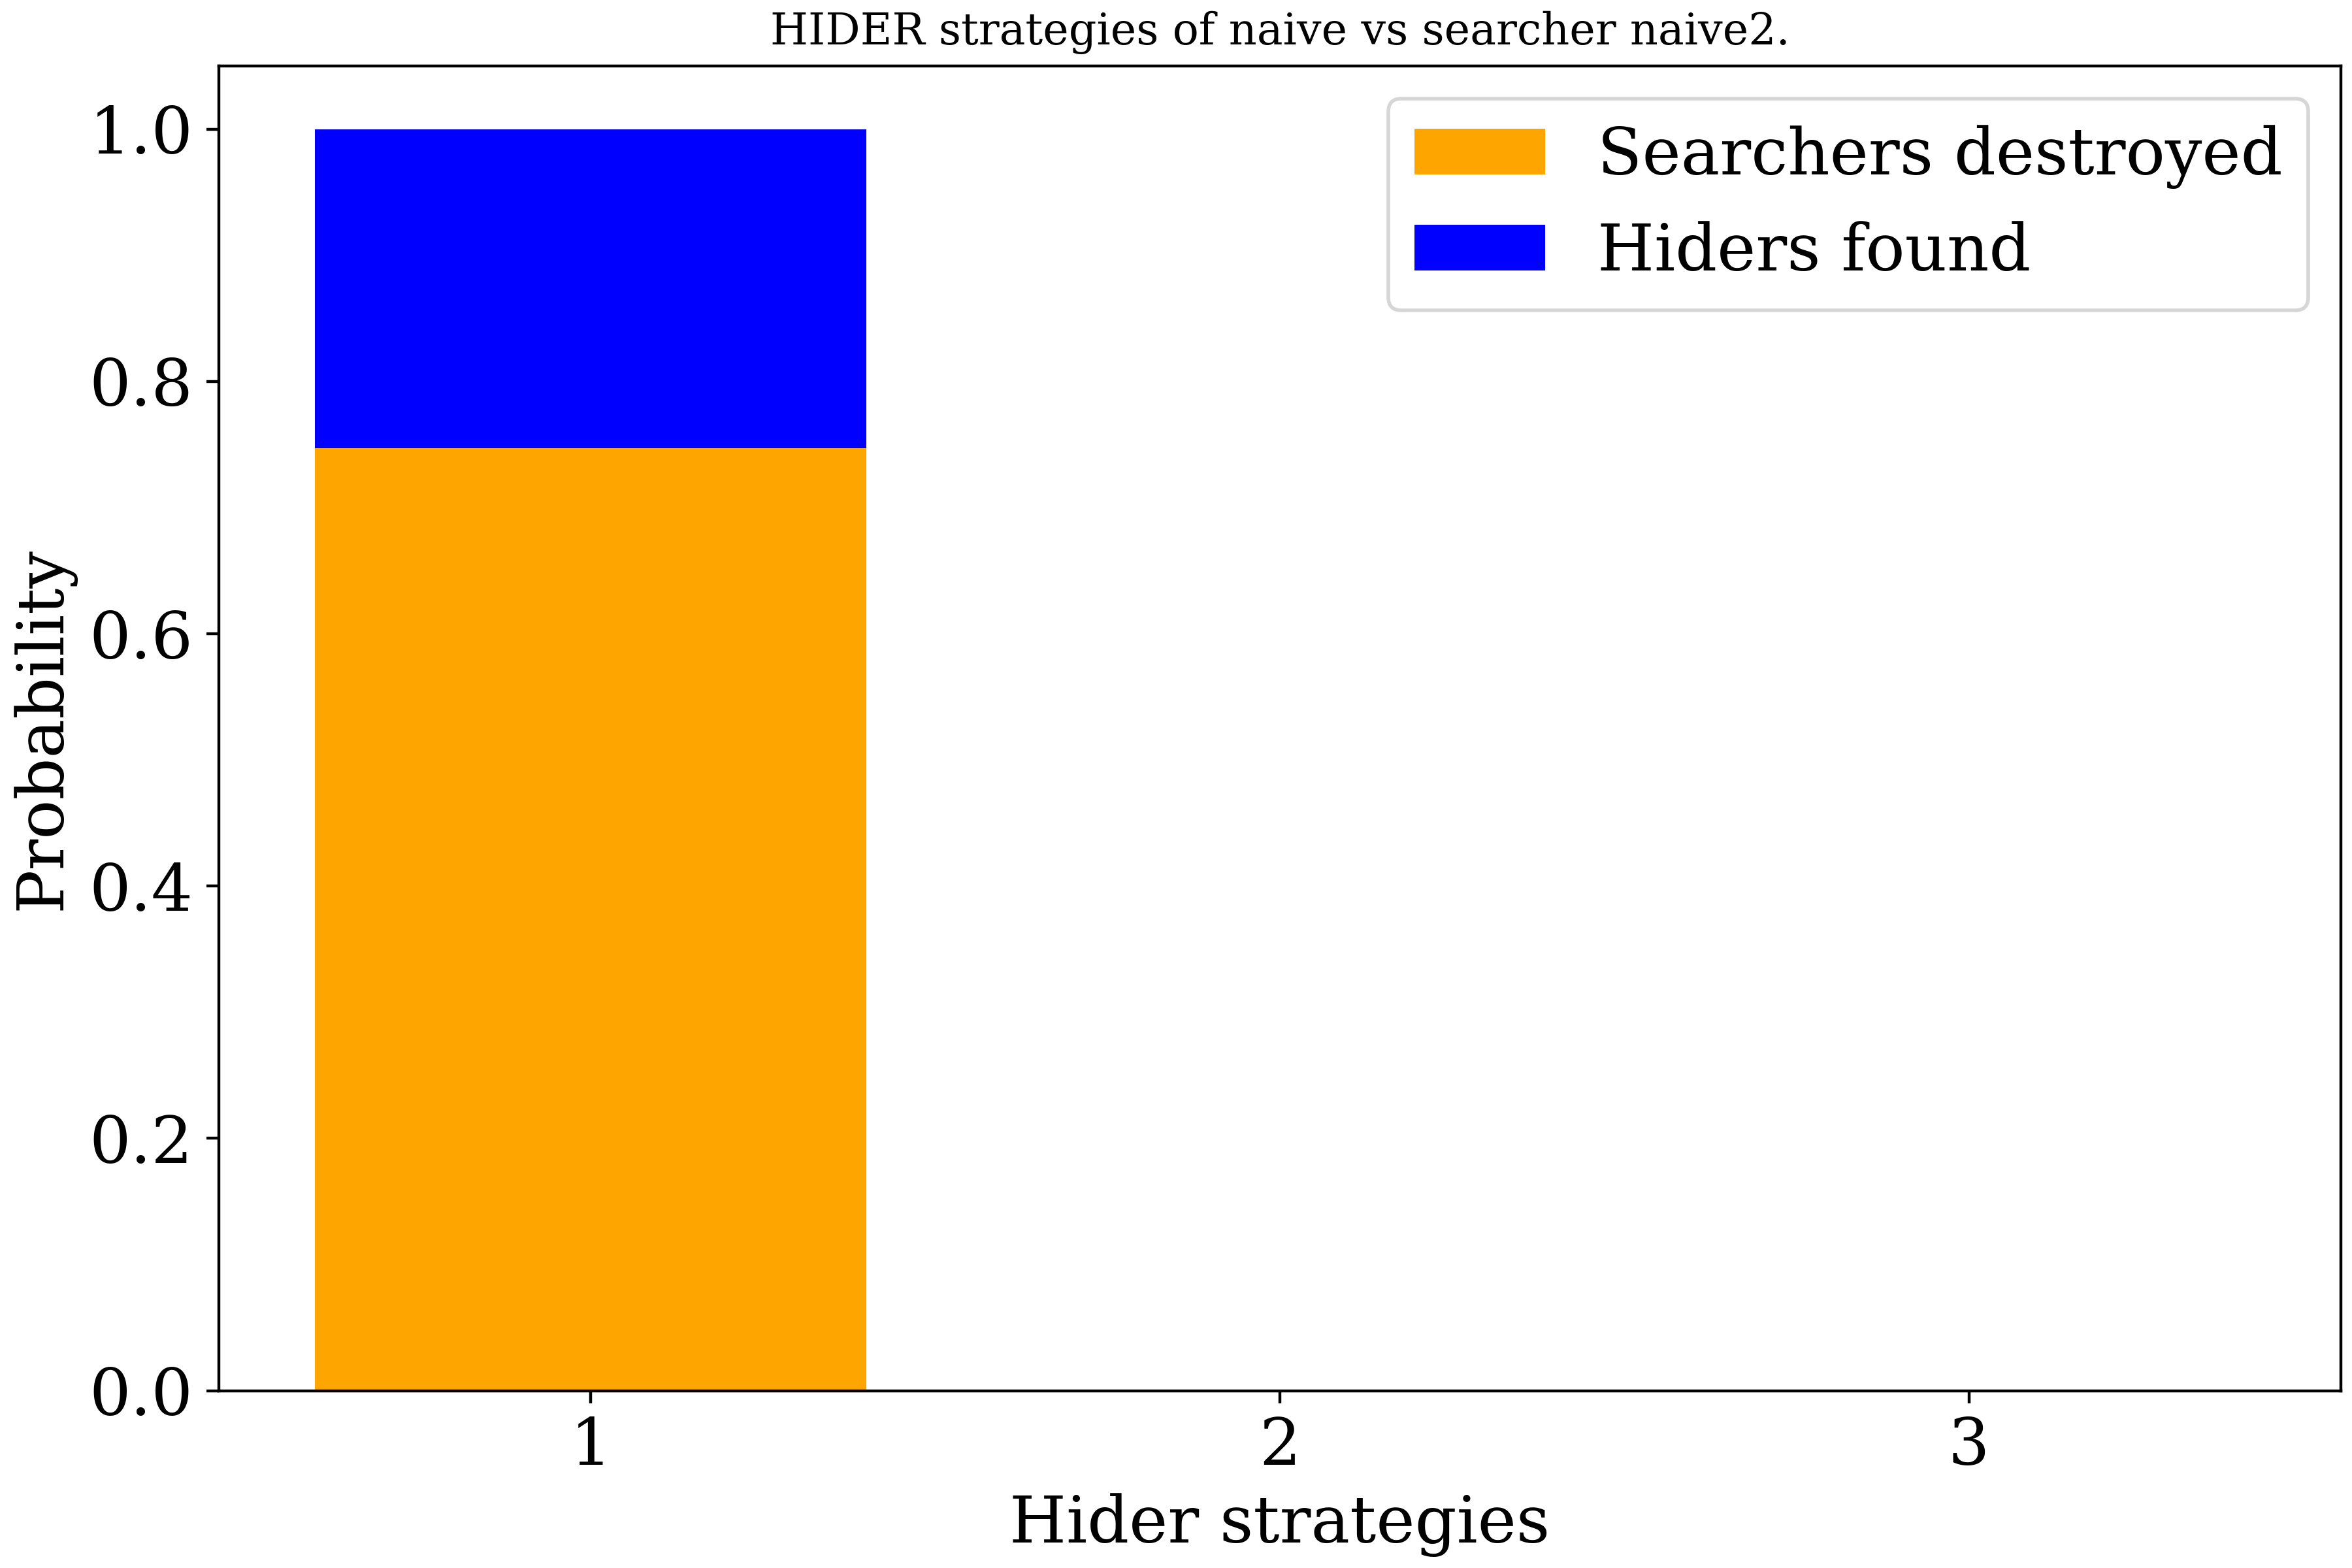 HIDER strategies of naive vs searcher naive2.
Searchers destroyed
Hiders found
1.0
0.8
0.6
0.4
0.2
0.0
Probability
1 2 3
Hider strategies